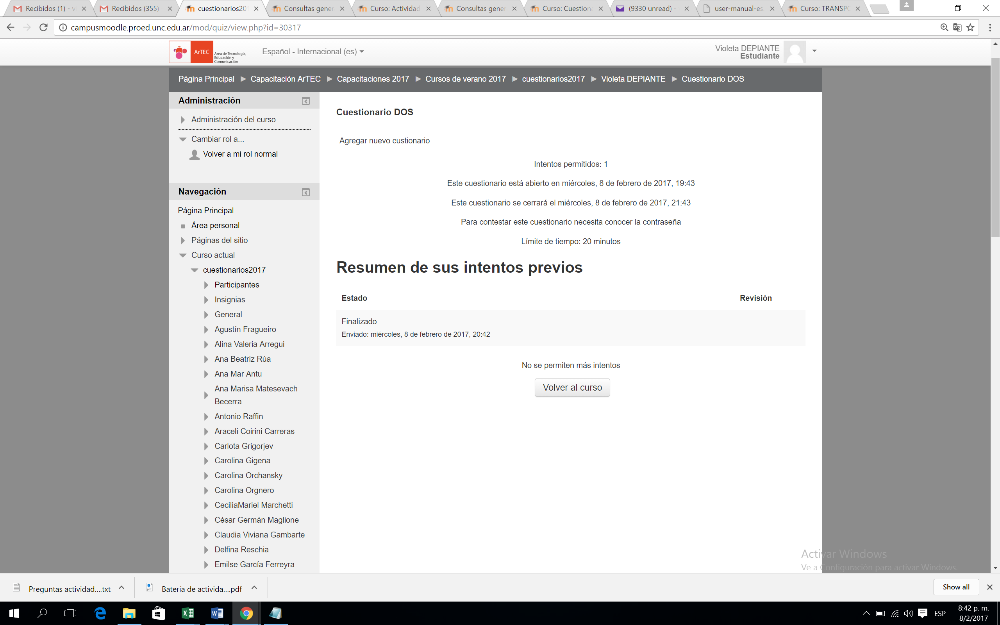 Recibidos (1) - v
Recibidos (355)
cuestionarios20
Consultas gener
Curso: Actividad
Consultas gener
Curso: Cuestion
(9330 unread) -
user-manual-es
Curso: TRANSPO
campusmoodle.proed.unc.edu.ar/mod/quiz/view.php?id=30317
ArTEC
Area de Tecnología,
Educación y
Comunicación
Español - Internacional (es)
Violeta DEPIANTE
Estudiante
Página Principal ► Capacitación ArTEC ► Capacitaciones 2017 ► Cursos de verano 2017 ► cuestionarios2017 ► Violeta DEPIANTE ► Cuestionario DOS
Administración
Administración del curso
Cambiar rol a...
Volver a mi rol normal
Navegación
Página Principal
Área personal
Páginas del sitio
Curso actual
cuestionarios2017
Participantes
Insignias
General
Agustín Fragueiro
Alina Valeria Arregui
Ana Beatriz Rúa
Ana Mar Antu
Ana Marisa Matesevach
Becerra
Antonio Raffin
Araceli Coirini Carreras
Carlota Grigorjev
Carolina Gigena
Carolina Orchansky
Carolina Orgnero
CeciliaMariel Marchetti
César Germán Maglione
Claudia Viviana Gambarte
Delfina Reschia
Emilse García Ferreyra
Cuestionario DOS
Agregar nuevo custionario
Intentos permitidos: 1
Este cuestionario está abierto en miércoles, 8 de febrero de 2017, 19:43
Este cuestionario se cerrará el miércoles, 8 de febrero de 2017, 21:43
Para contestar este cuestionario necesita conocer la contraseña
Límite de tiempo: 20 minutos
Resumen de sus intentos previos
Estado Revisión
Finalizado
Enviado: miércoles, 8 de febrero de 2017, 20:42
No se permiten más intentos
Volver al curso
Activar Windows
Ve a Configuración para activar Windows.
Preguntas actividad....txt
Batería de activida....pdf
Show all
ESP
8:42 p. m.
8/2/2017